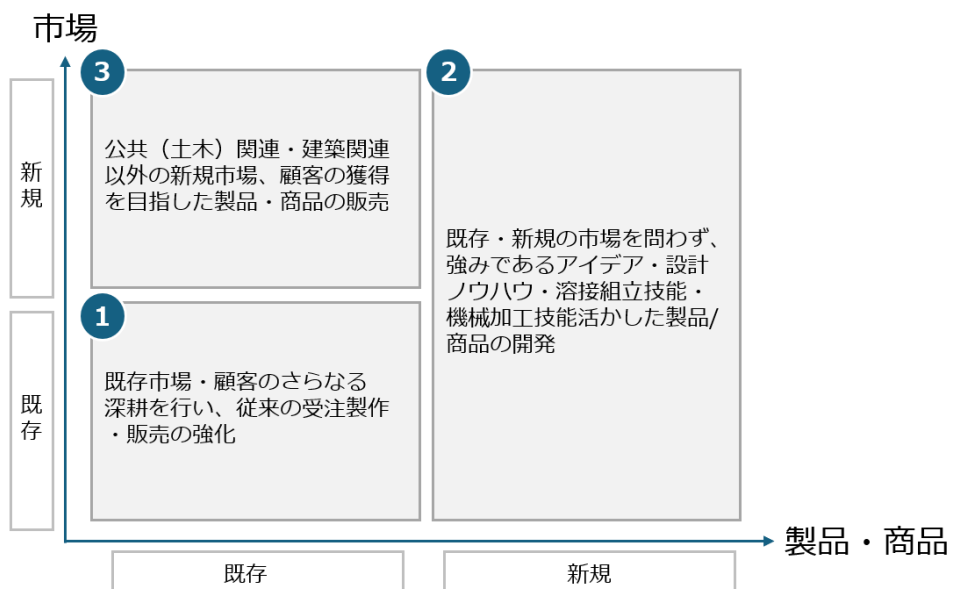 市場
新規
3
公共（土木）関連・建築関連
以外の新規市場、顧客の獲得
を目指した製品・商品の販売
2
既存・新規の市場を問わず、
強みであるアイデア・設計
ノウハウ・溶接組立技能・
機械加工技能活かした製品/
商品の開発
既存
1
既存市場・顧客のさらなる
深耕を行い、従来の受注製作
・販売の強化
製品・商品
既存
新規